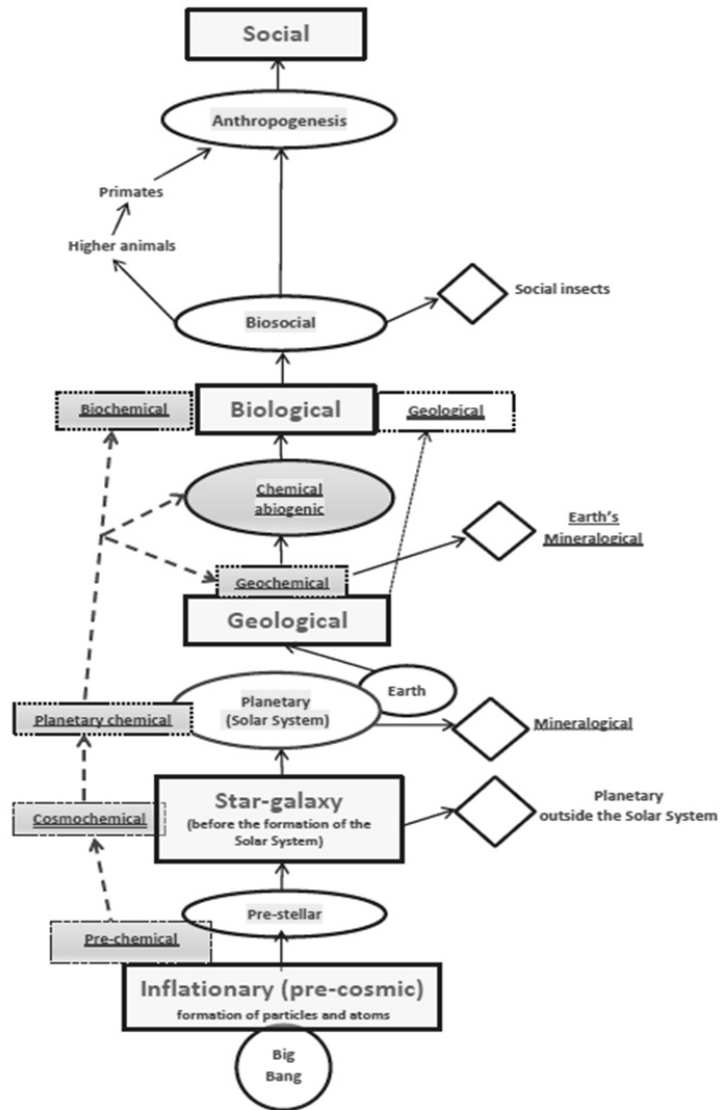 Social
Anthropogenesis
Primates
Higher animals
Social insects
Biosocial
Biochemical
Biological
Geological
Chemical
abiogenic
Earth's
Mineralogical
Geochemical
Geological
Earth
Planetary
(Solar System)
Planetary chemical
Mineralogical
Star-galaxy
(before the formation of the
Solar System)
Planetary
outside the Solar System
Cosmochemical
Pre-stellar
Pre-chemical
Inflationary (pre-cosmic)
formation of particles and atoms
Big
Bang